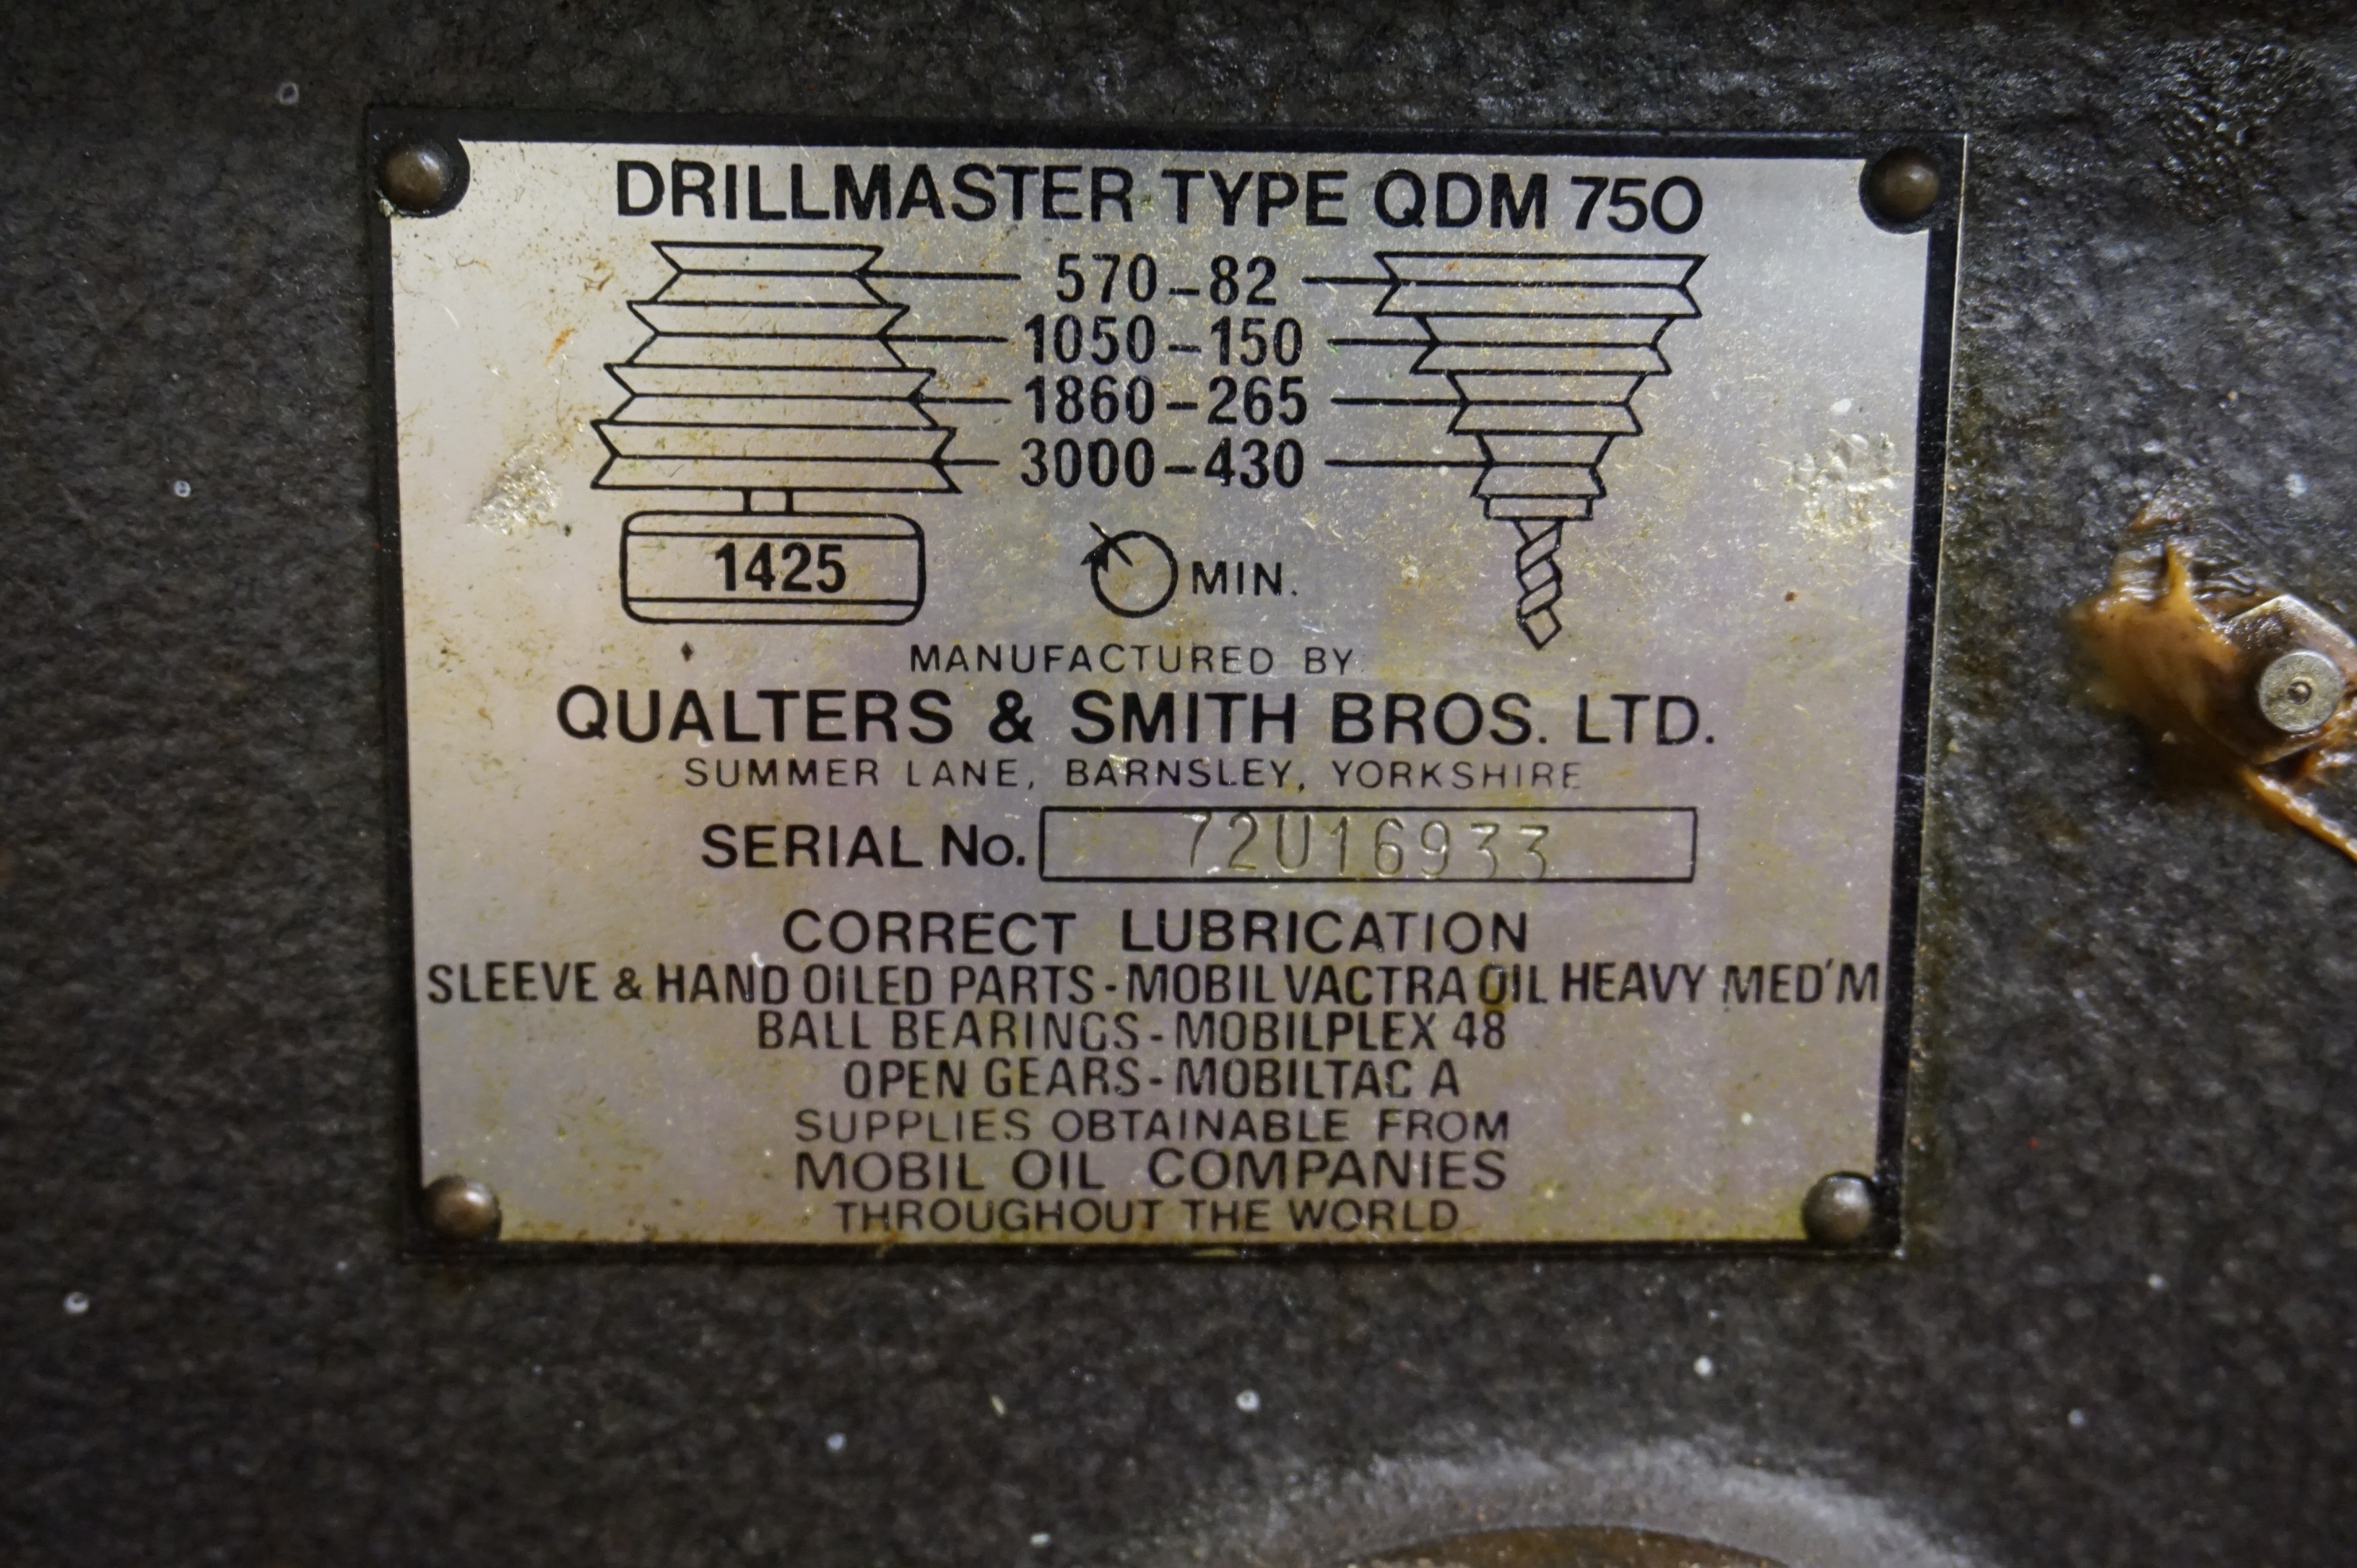 DRILLMASTER TYPE QDM 750
570-82
1050-150
1860-265
3000-430
1425
MIN.
MANUFACTURED BY
QUALTERS & SMITH BROS. LTD.
SUMMER LANE, BARNSLEY, YORKSHIRE
SERIAL No. 72U16933
CORRECT LUBRICATION
SLEEVE & HAND OILED PARTS-MOBIL VACTRA OIL HEAVY MED'M
BALL BEARINGS-MOBILPLEX 48
OPEN GEARS-MOBILTAC A
SUPPLIES OBTAINABLE FROM
MOBIL OIL COMPANIES
THROUGHOUT THE WORLD